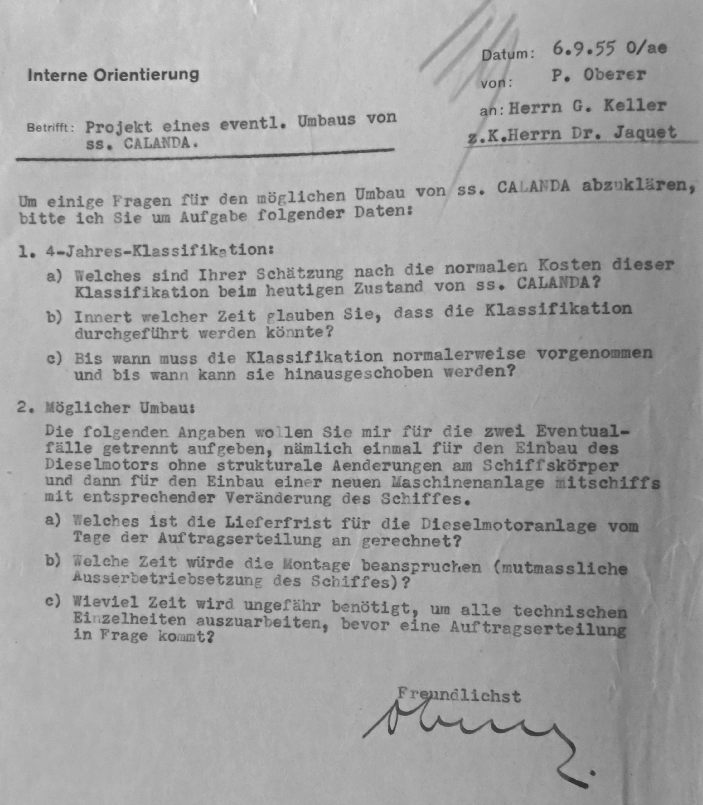 Interne Orientierung
Datum: 6.9.55 O/ae
von: P. Oberer
an: Herrn G. Keller
z.K.Herrn Dr. Jaquet
Betrifft: Projekt eines eventl. Umbaus von
ss. CALANDA.
Um einige Fragen für den möglichen Umbau von ss. CALANDA abzuklären,
bitte ich Sie um Aufgabe folgender Daten:
1. 4-Jahres-Klassifikation:
a) Welches sind Ihrer Schätzung nach die normalen Kosten dieser
Klassifikation beim heutigen Zustand von ss. CALANDA?
b) Innert welcher Zeit glauben Sie, dass die Klassifikation
durchgeführt werden könnte?
c) Bis wann muss die Klassifikation normalerweise vorgenommen
und bis wann kann sie hinausgeschoben werden?
2. Möglicher Umbau:
Die folgenden Angaben wollen Sie mir für die zwei Eventual-
fälle getrennt aufgeben, nämlich einmal für den Einbau des
Dieselmotors ohne strukturale Aenderungen am Schiffskörper
und dann für den Einbau einer neuen Maschinenanlage mitschiffs
mit entsprechender Veränderung des Schiffes.
a) Welches ist die Lieferfrist für die Dieselmotoranlage vom
Tage der Auftragserteilung an gerechnet?
b) Welche Zeit würde die Montage beanspruchen (mutmassliche
Ausserbetriebsetzung des Schiffes)?
c) Wieviel Zeit wird ungefähr benötigt, um alle technischen
Einzelheiten auszuarbeiten, bevor eine Auftragserteilung
in Frage kommt?
Freundlichst
Oberer.